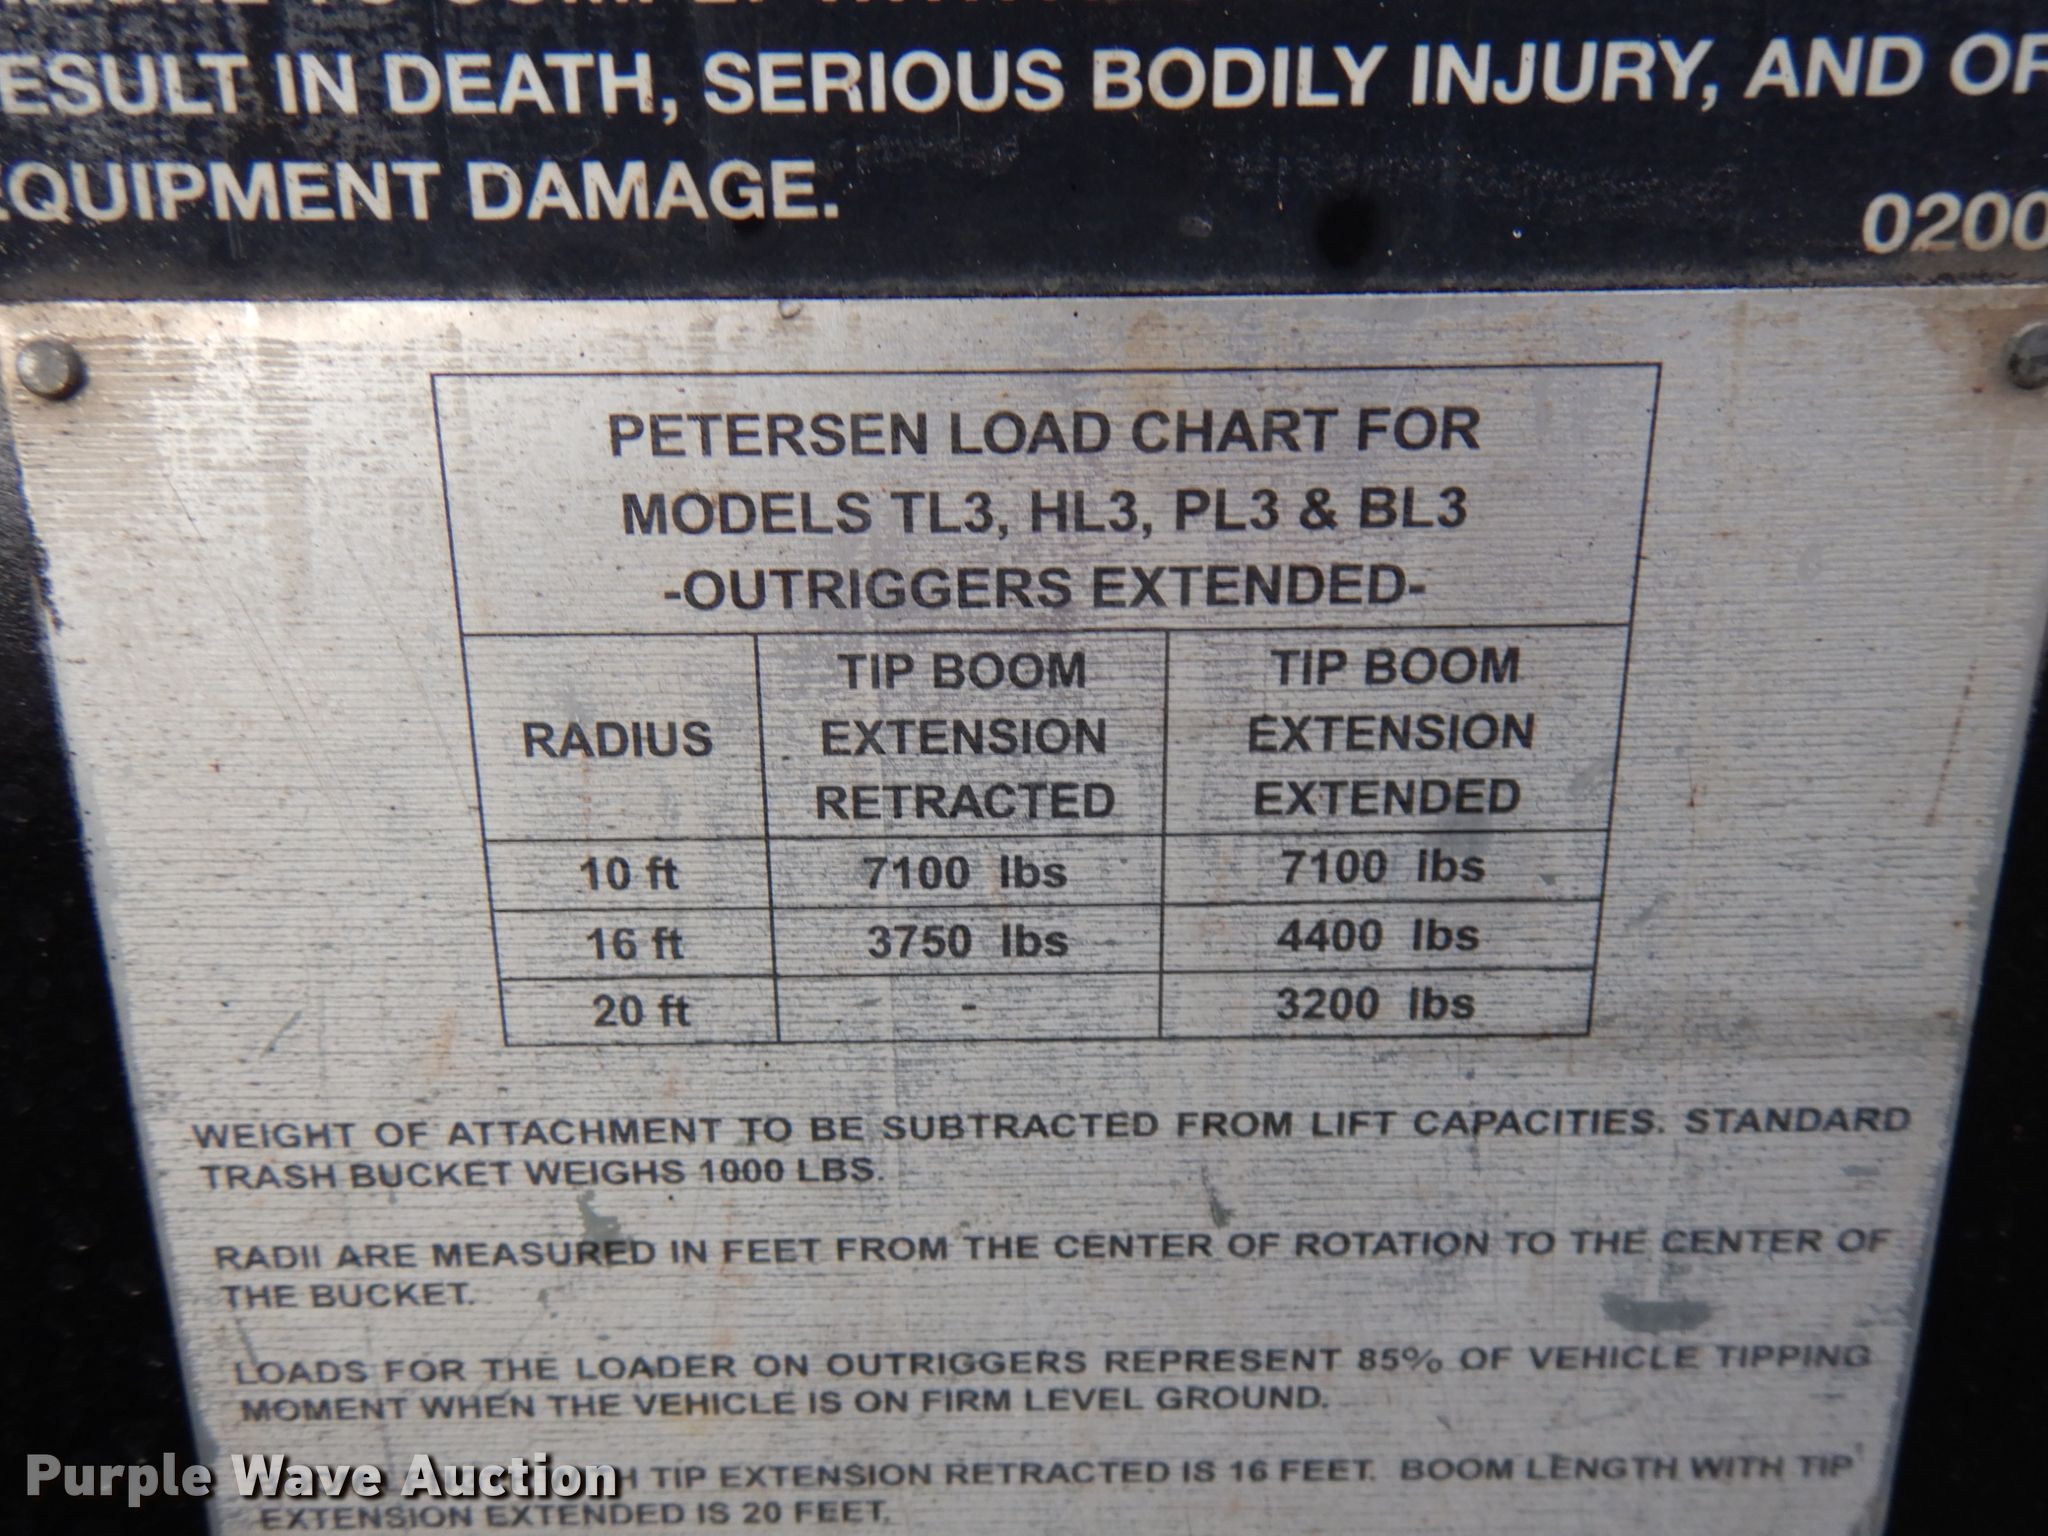 ESULT IN DEATH, SERIOUS BODILY INJURY, AND OR
EQUIPMENT DAMAGE.
0200
PETERSEN LOAD CHART FOR
MODELS TL3, HL3, PL3 & BL3
-OUTRIGGERS EXTENDED-
RADIUS
TIP BOOM
EXTENSION
RETRACTED
TIP BOOM
EXTENSION
EXTENDED
10 ft 7100 lbs 7100 lbs
16 ft 3750 lbs 4400 lbs
20 ft - 3200 lbs
WEIGHT OF ATTACHMENT TO BE SUBTRACTED FROM LIFT CAPACITIES. STANDARD
TRASH BUCKET WEIGHS 1000 LBS.
RADII ARE MEASURED IN FEET FROM THE CENTER OF ROTATION TO THE CENTER OF
THE BUCKET.
LOADS FOR THE LOADER ON OUTRIGGERS REPRESENT 85% OF VEHICLE TIPPING
MOMENT WHEN THE VEHICLE IS ON FIRM LEVEL GROUND.
TIP EXTENSION RETRACTED IS 16 FEET. BOOM LENGTH WITH TIP
EXTENSION EXTENDED IS 20 FEET.
Purple Wave Auction